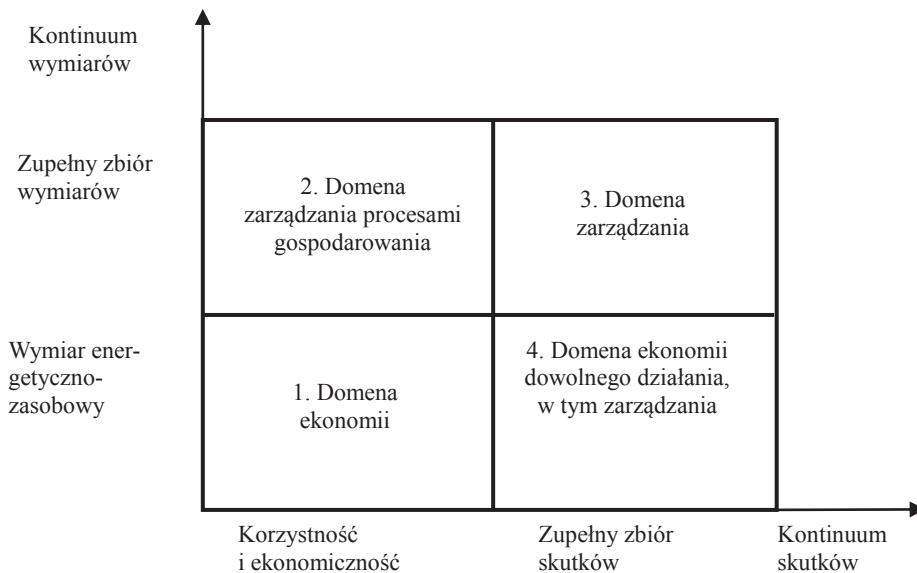 Kontinuum
wymiarów
Zupełny zbiór
wymiarów
2. Domena
zarządzania procesami
gospodarowania
3. Domena
zarządzania
Wymiar ener-
getyczno-
zasobowy
1. Domena
ekonomii
4. Domena ekonomii
dowolnego działania,
w tym zarządzania
Korzystność
i ekonomiczność
Zupełny zbiór
skutków
Kontinuum
skutków